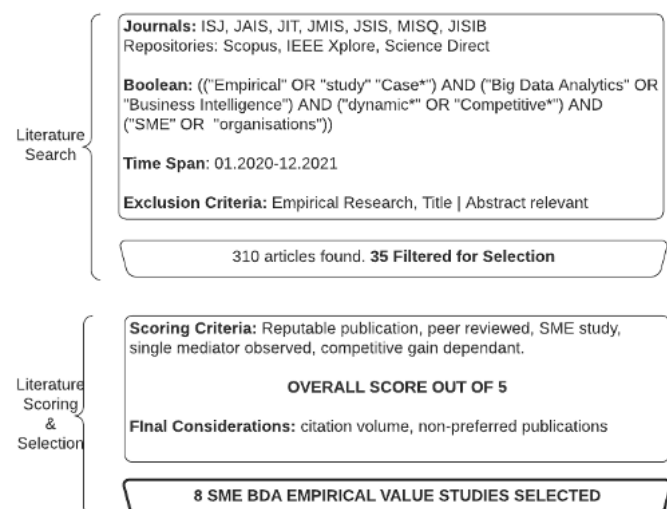 Journals: ISJ, JAIS, JIT, JMIS, JSIS, MISQ, JISIB
Repositories: Scopus, IEEE Xplore, Science Direct
Boolean: (("Empirical" OR "study" "Case*") AND ("Big Data Analytics" OR
"Business Intelligence") AND ("dynamic*" OR "Competitive*") AND
("SME" OR "organisations"))
Literature
Search
Time Span: 01.2020-12.2021
Exclusion Criteria: Empirical Research, Title | Abstract relevant
310 articles found. 35 Filtered for Selection
Scoring Criteria: Reputable publication, peer reviewed, SME study,
single mediator observed, competitive gain dependant.
Literature
Scoring
&
Selection
OVERALL SCORE OUT OF 5
FInal Considerations: citation volume, non-preferred publications
8 SME BDA EMPIRICAL VALUE STUDIES SELECTED